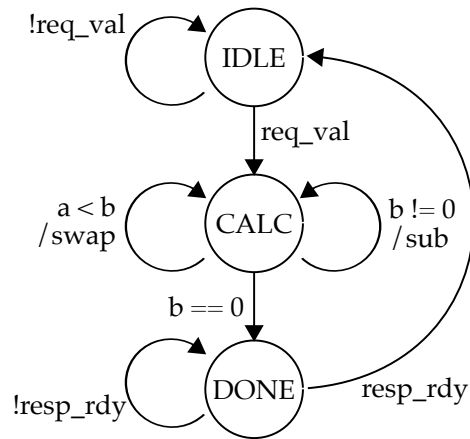 !req_val
IDLE
req_val
a < b
/swap
CALC
b != 0
/sub
b == 0
!resp_rdy
DONE
resp_rdy